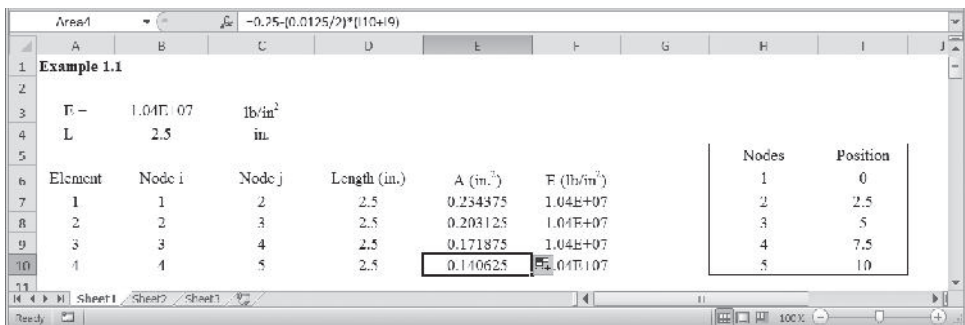 Area4 =0.25-(0.0125/2)*(I10+I9)
A B C D E F G H I J
1 Example 1.1
2
3 E = 1.04E+07 lb/in²
4 L 2.5 in.
5 Nodes Position
6 Element Node i Node j Length (in.) A (in.²) E (lb/in²) 1 0
7 1 1 2 2.5 0.234375 1.04E+07 2 2.5
8 2 2 3 2.5 0.203125 1.04E+07 3 5
9 3 3 4 2.5 0.171875 1.04E+07 4 7.5
10 4 4 5 2.5 0.140625 .04E+07 5 10
11
Sheet1 Sheet2 Sheet3
Ready 100%